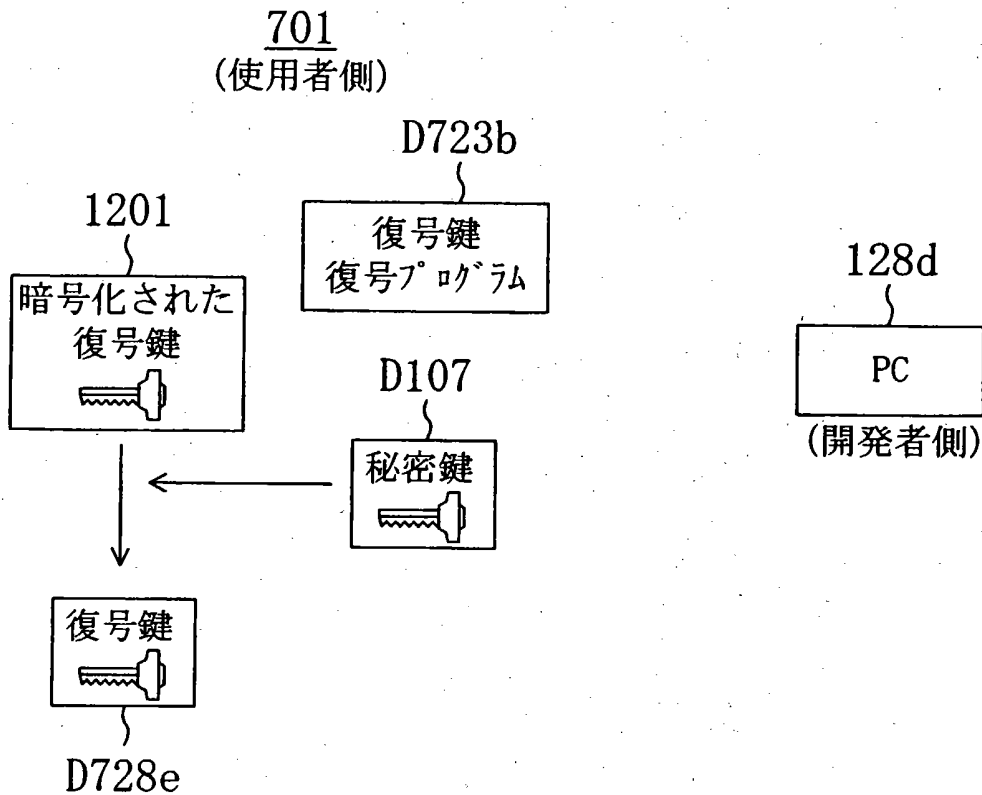 701
(使用者側)
D723b
復号鍵
復号プログラム
1201
暗号化された
復号鍵
128d
PC
(開発者側)
D107
秘密鍵
復号鍵
D728e